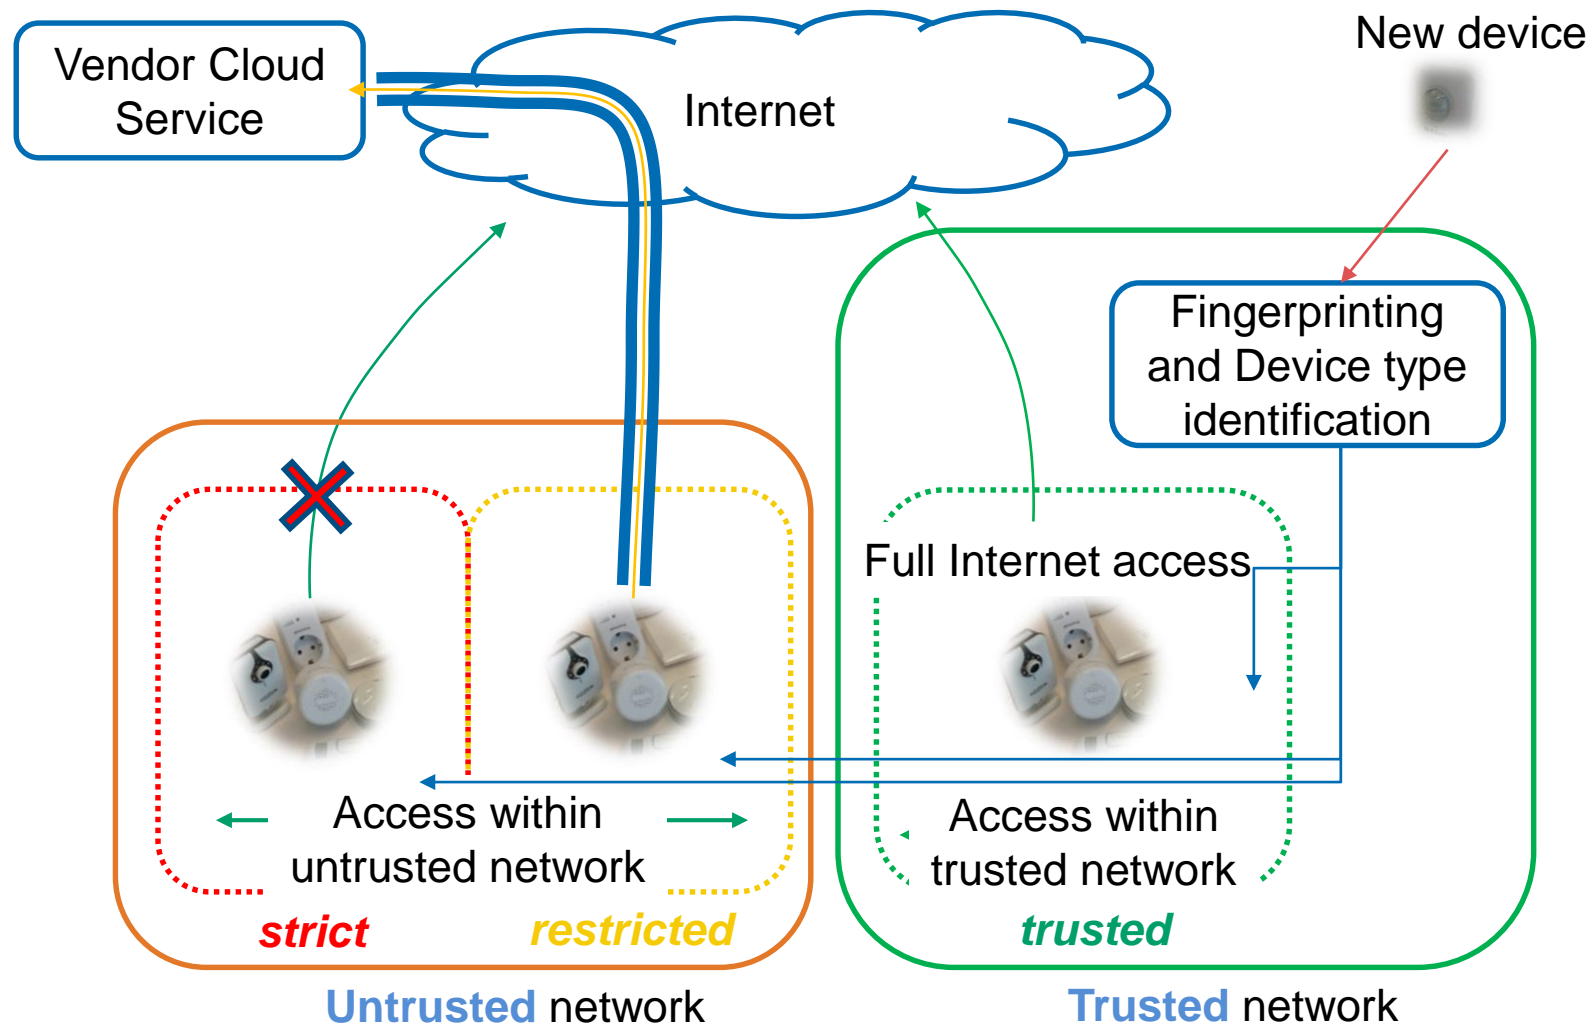 New device
Vendor Cloud
Service
Internet
Fingerprinting
and Device type
identification
Full Internet access
Access within
untrusted network
Access within
trusted network
strict
restricted
trusted
Untrusted network
Trusted network